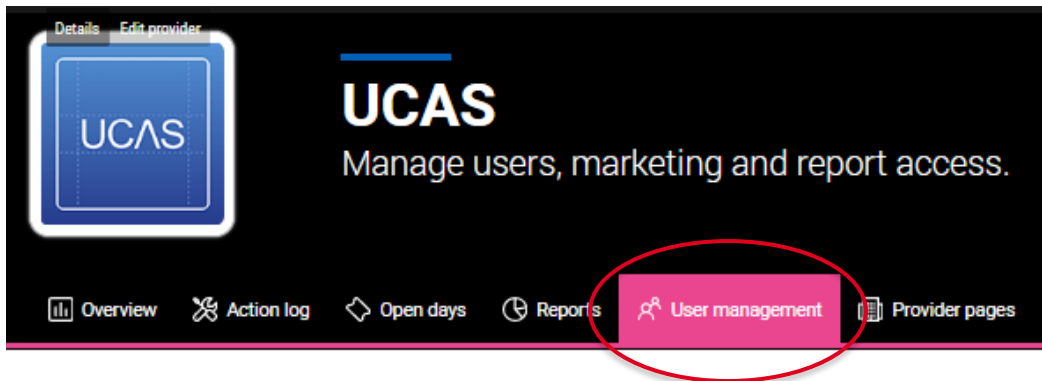 Details Edit provider
UCAS
UCAS
Manage users, marketing and report access.
Overview Action log Open days Reports User management Provider pages